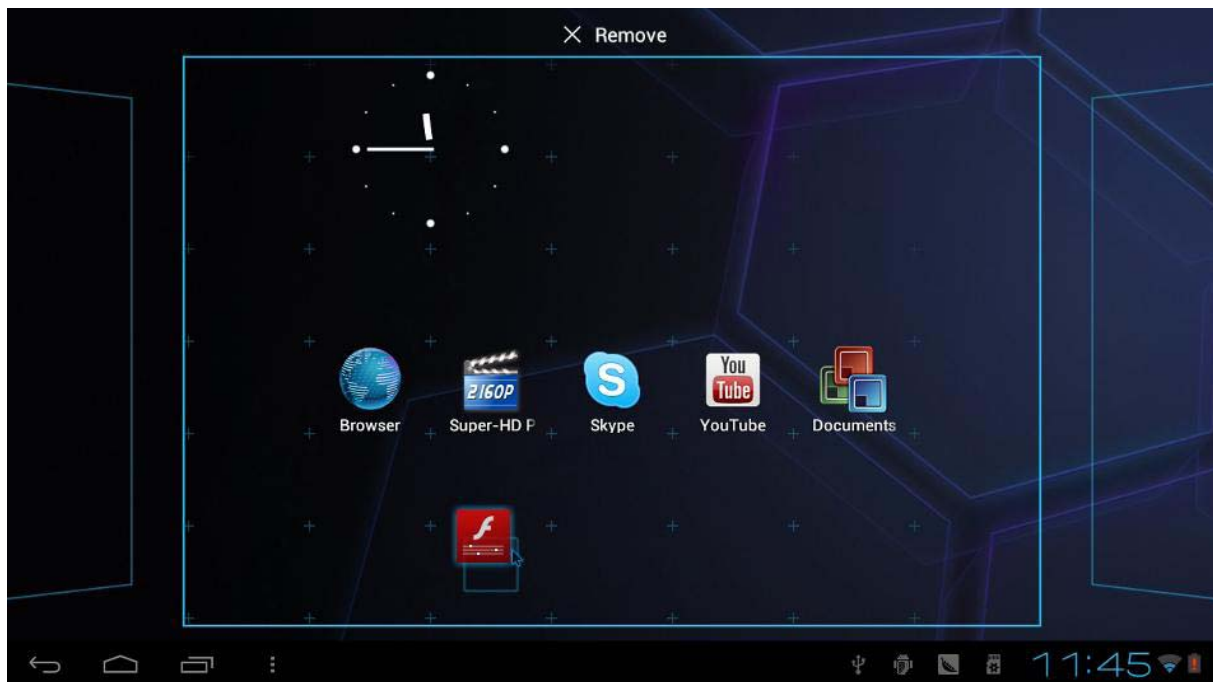 Remove
2160P
S
You
Tube
Browser
Super-HD P
Skype
YouTube
Documents
f
11:45